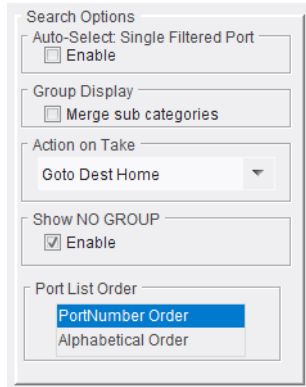 Search Options
Auto-Select: Single Filtered Port
Enable
Group Display
Merge sub categories
Action on Take
Goto Dest Home
Show NO GROUP
Enable
Port List Order
PortNumber Order
Alphabetical Order